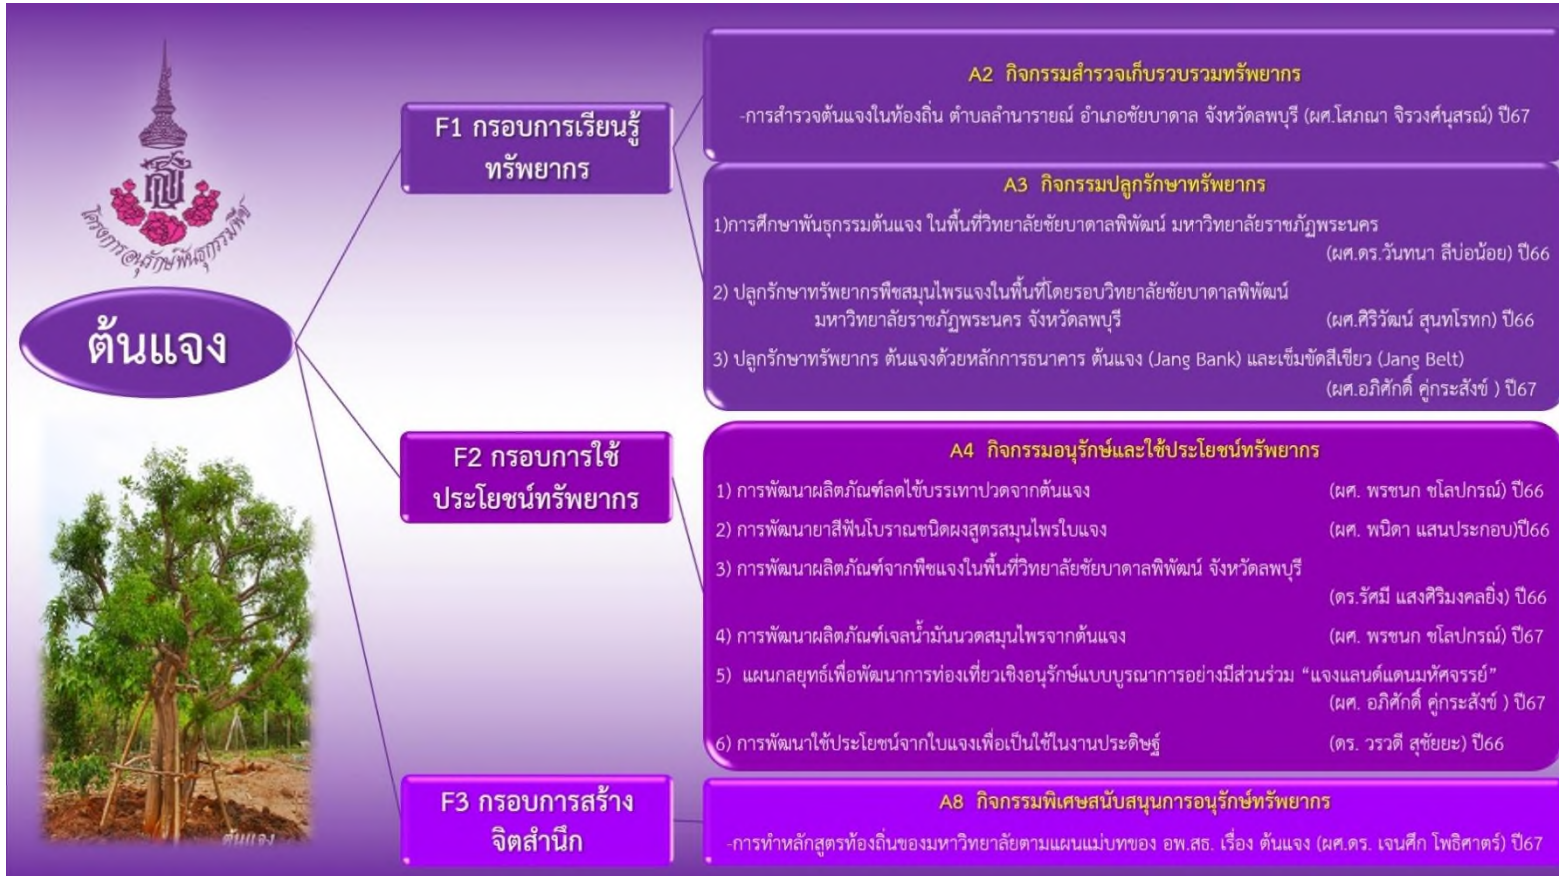 โครงการอนุรักษ์พันธุกรรมพืชฯ
ต้นแจง
ต้นแจง
F1 กรอบการเรียนรู้
ทรัพยากร
A2 กิจกรรมสำรวจเก็บรวบรวมทรัพยากร
-การสำรวจต้นแจงในท้องถิ่น ตำบลลำนารายณ์ อำเภอชัยบาดาล จังหวัดลพบุรี (ผศ.โสภณา จิรวงศ์นุสรณ์) ปี67
A3 กิจกรรมปลูกรักษาทรัพยากร
1)การศึกษาพันธุกรรมต้นแจง ในพื้นที่วิทยาลัยชัยบาดาลพิพัฒน์ มหาวิทยาลัยราชภัฏพระนคร
(ผศ.ดร.วันทนา ลีบ่อน้อย) ปี66
2) ปลูกรักษาทรัพยากรพืชสมุนไพรแจงในพื้นที่โดยรอบวิทยาลัยชัยบาดาลพิพัฒน์
มหาวิทยาลัยราชภัฏพระนคร จังหวัดลพบุรี (ผศ.ศิริวัฒน์ สุนทโรทก) ปี66
3) ปลูกรักษาทรัพยากร ต้นแจงด้วยหลักการธนาคาร ต้นแจง (Jang Bank) และเข็มขัดสีเขียว (Jang Belt)
(ผศ.อภิศักดิ์ คู่กระสังข์ ) ปี67
F2 กรอบการใช้
ประโยชน์ทรัพยากร
A4 กิจกรรมอนุรักษ์และใช้ประโยชน์ทรัพยากร
1) การพัฒนาผลิตภัณฑ์ลดไข้บรรเทาปวดจากต้นแจง (ผศ. พรชนก ชโลปกรณ์) ปี66
2) การพัฒนายาสีฟันโบราณชนิดผงสูตรสมุนไพรใบแจง (ผศ. พนิดา แสนประกอบ)ปี66
3) การพัฒนาผลิตภัณฑ์จากพืชแจงในพื้นที่วิทยาลัยชัยบาดาลพิพัฒน์ จังหวัดลพบุรี
(ดร.รัศมี แสงศิริมงคลยิ่ง) ปี66
4) การพัฒนาผลิตภัณฑ์เจลน้ำมันนวดสมุนไพรจากต้นแจง (ผศ. พรชนก ชโลปกรณ์) ปี67
5) แผนกลยุทธ์เพื่อพัฒนาการท่องเที่ยวเชิงอนุรักษ์แบบบูรณาการอย่างมีส่วนร่วม “แจงแลนด์แดนมหัศจรรย์”
(ผศ. อภิศักดิ์ คู่กระสังข์ ) ปี67
6) การพัฒนาใช้ประโยชน์จากใบแจงเพื่อเป็นใช้ในงานประดิษฐ์ (ดร. วรวดี สุชัยยะ) ปี66
F3 กรอบการสร้าง
จิตสำนึก
A8 กิจกรรมพิเศษสนับสนุนการอนุรักษ์ทรัพยากร
-การทำหลักสูตรท้องถิ่นของมหาวิทยาลัยตามแผนแม่บทของ อพ.สธ. เรื่อง ต้นแจง (ผศ.ดร. เจนศึก โพธิศาตร์) ปี67